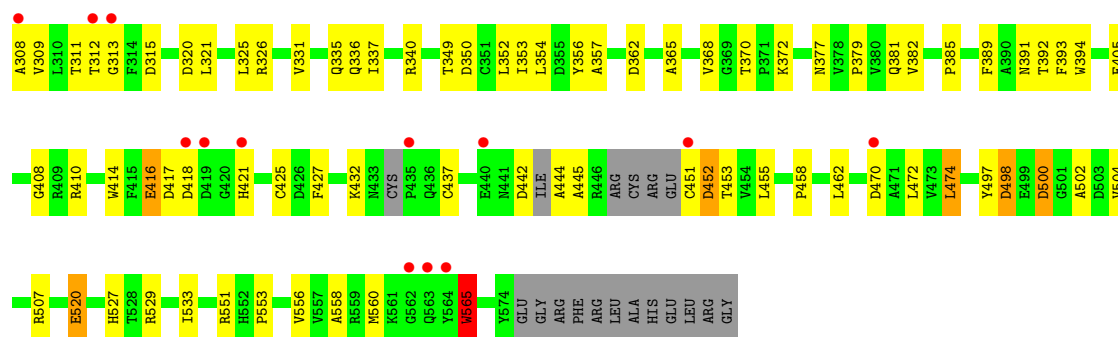 A308 V309 L310 T311 T312 G313 F314 D315 D320 L321 L325 R326 V331 Q335 Q336 I337 R340 T349 D350 C351 L352 I353 L354 D355 Y356 A357 D362 A365 V368 G369 T370 P371 K372 N377 V378 P379 V380 Q381 V382 P385 F389 A390 N391 T392 F393 W394
G408 R409 R410 W414 F415 E416 D417 D418 D419 G420 H421 C425 D426 F427 K432 N433 CYS P435 Q436 C437 E440 N441 D442 ILE A444 A445 R446 ARG CYS ARG GLU C451 D452 T453 V454 L455 P458 L462 D470 A471 L472 V473 L474 Y497 D498 E499 D500 G501 A502 D503
R507 E520 H527 T528 R529 I533 R551 H552 P553 V556 V557 A558 R559 M560 K561 G562 Q563 Y564 W565 Y574 GLU GLY ARG PHE ARG LEU ALA HIS GLU LEU ARG GLY